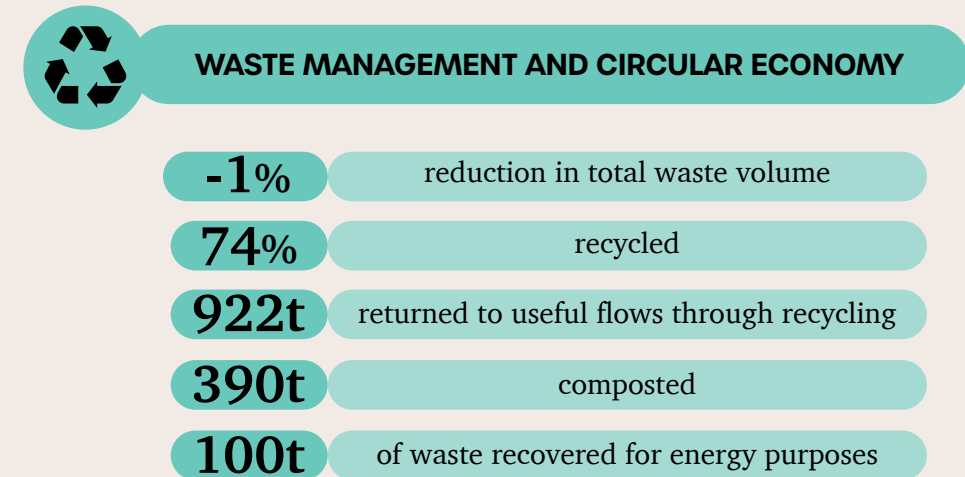 WASTE MANAGEMENT AND CIRCULAR ECONOMY
-1% reduction in total waste volume
74% recycled
922t returned to useful flows through recycling
390t composted
100t of waste recovered for energy purposes